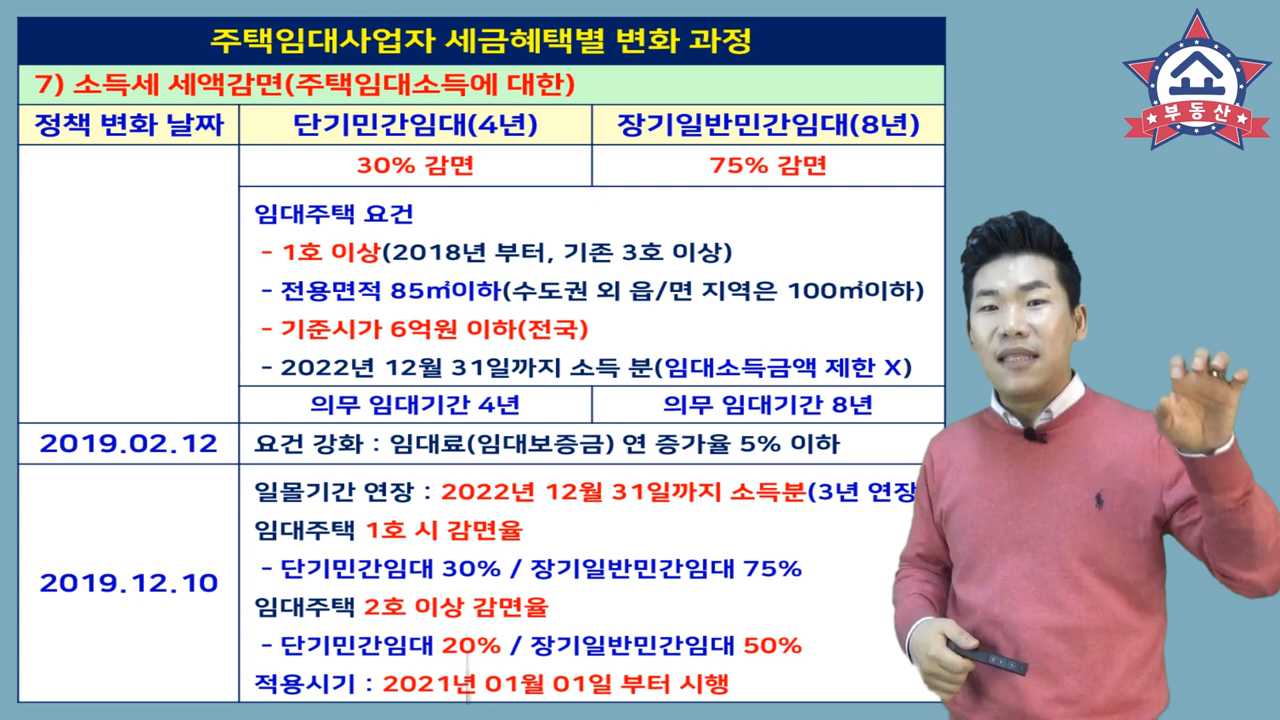 주택임대사업자 세금혜택별 변화 과정
7) 소득세 세액감면(주택임대소득에 대한)
정책 변화 날짜 단기민간임대(4년) 장기일반민간임대(8년)
30% 감면 75% 감면
임대주택 요건
- 1호 이상(2018년 부터, 기존 3호 이상)
- 전용면적 85㎡이하(수도권 외 읍/면 지역은 100㎡이하)
- 기준시가 6억원 이하(전국)
- 2022년 12월 31일까지 소득 분(임대소득금액 제한 X)
의무 임대기간 4년 의무 임대기간 8년
2019.02.12 요건 강화 : 임대료(임대보증금) 연 증가율 5% 이하
2019.12.10
일몰기간 연장 : 2022년 12월 31일까지 소득분(3년 연장
임대주택 1호 시 감면율
- 단기민간임대 30% / 장기일반민간임대 75%
임대주택 2호 이상 감면율
- 단기민간임대 20% / 장기일반민간임대 50%
적용시기 : 2021년 01월 01일 부터 시행
쇼
부동산